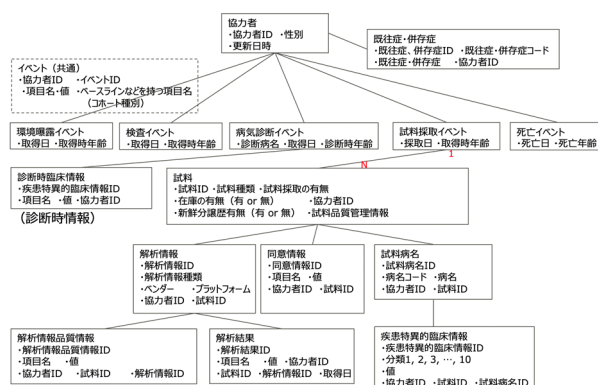 協力者
・協力者ID ・性別
・更新日時
既往症・併存症
・既往症、併存症ID ・既往症・併存症コード
・既往症・併存症 ・協力者ID
イベント（共通）
・協力者ID ・イベントID
・項目名・値 ・ベースラインなどを持つ項目名
（コホート種別）
環境曝露イベント
・取得日 ・取得時年齢
検査イベント
・取得日 ・取得時年齢
病気診断イベント
・診断病名 ・診断時年齢
試料採取イベント
・採取日 ・取得時年齢
死亡イベント
・死亡日 ・死亡年齢
1
N
診断時臨床情報
・疾患特異的臨床情報ID
・項目名 ・値 ・協力者ID
（診断時情報）
試料
・試料ID ・試料種類 ・試料採取の有無
・在庫の有無（有 or 無） ・協力者ID
・新鮮分譲歴有無（有 or 無） ・試料品質管理情報
解析情報
・解析情報ID
・解析情報種類
・ベンダー ・プラットフォーム
・協力者ID ・試料ID
同意情報
・同意情報ID
・項目名 ・値
・協力者ID ・試料ID
試料病名
・試料病名ID
・病名コード ・病名
・協力者ID ・試料ID
解析情報品質情報
・解析情報品質情報ID
・項目名 ・値
・協力者ID ・試料ID ・解析情報ID
解析結果
・解析結果ID
・項目名 ・値 ・協力者ID
・試料ID ・解析情報ID ・取得日
疾患特異的臨床情報
・疾患特異的臨床情報ID
・分類1, 2, 3, …, 10
・値
・協力者ID ・試料ID ・試料病名ID